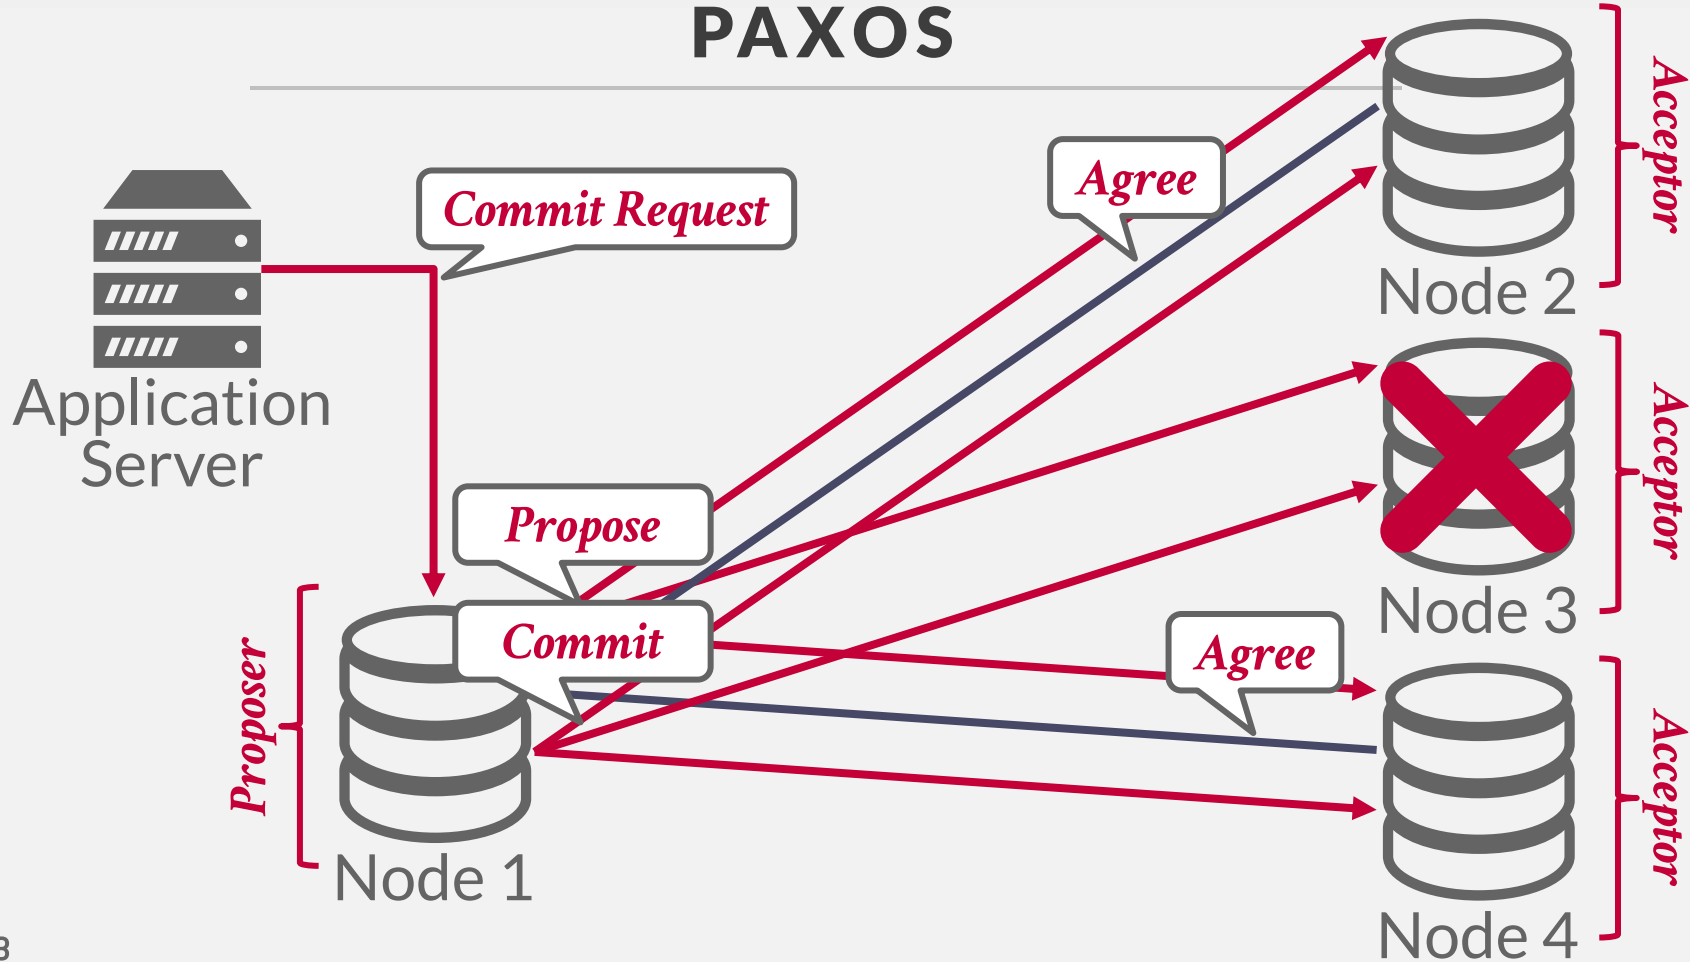 PAXOS
Commit Request
Agree
Acceptor
Node 2
Application
Server
Propose
Acceptor
Node 3
Commit
Agree
Proposer
Node 1
Acceptor
Node 4